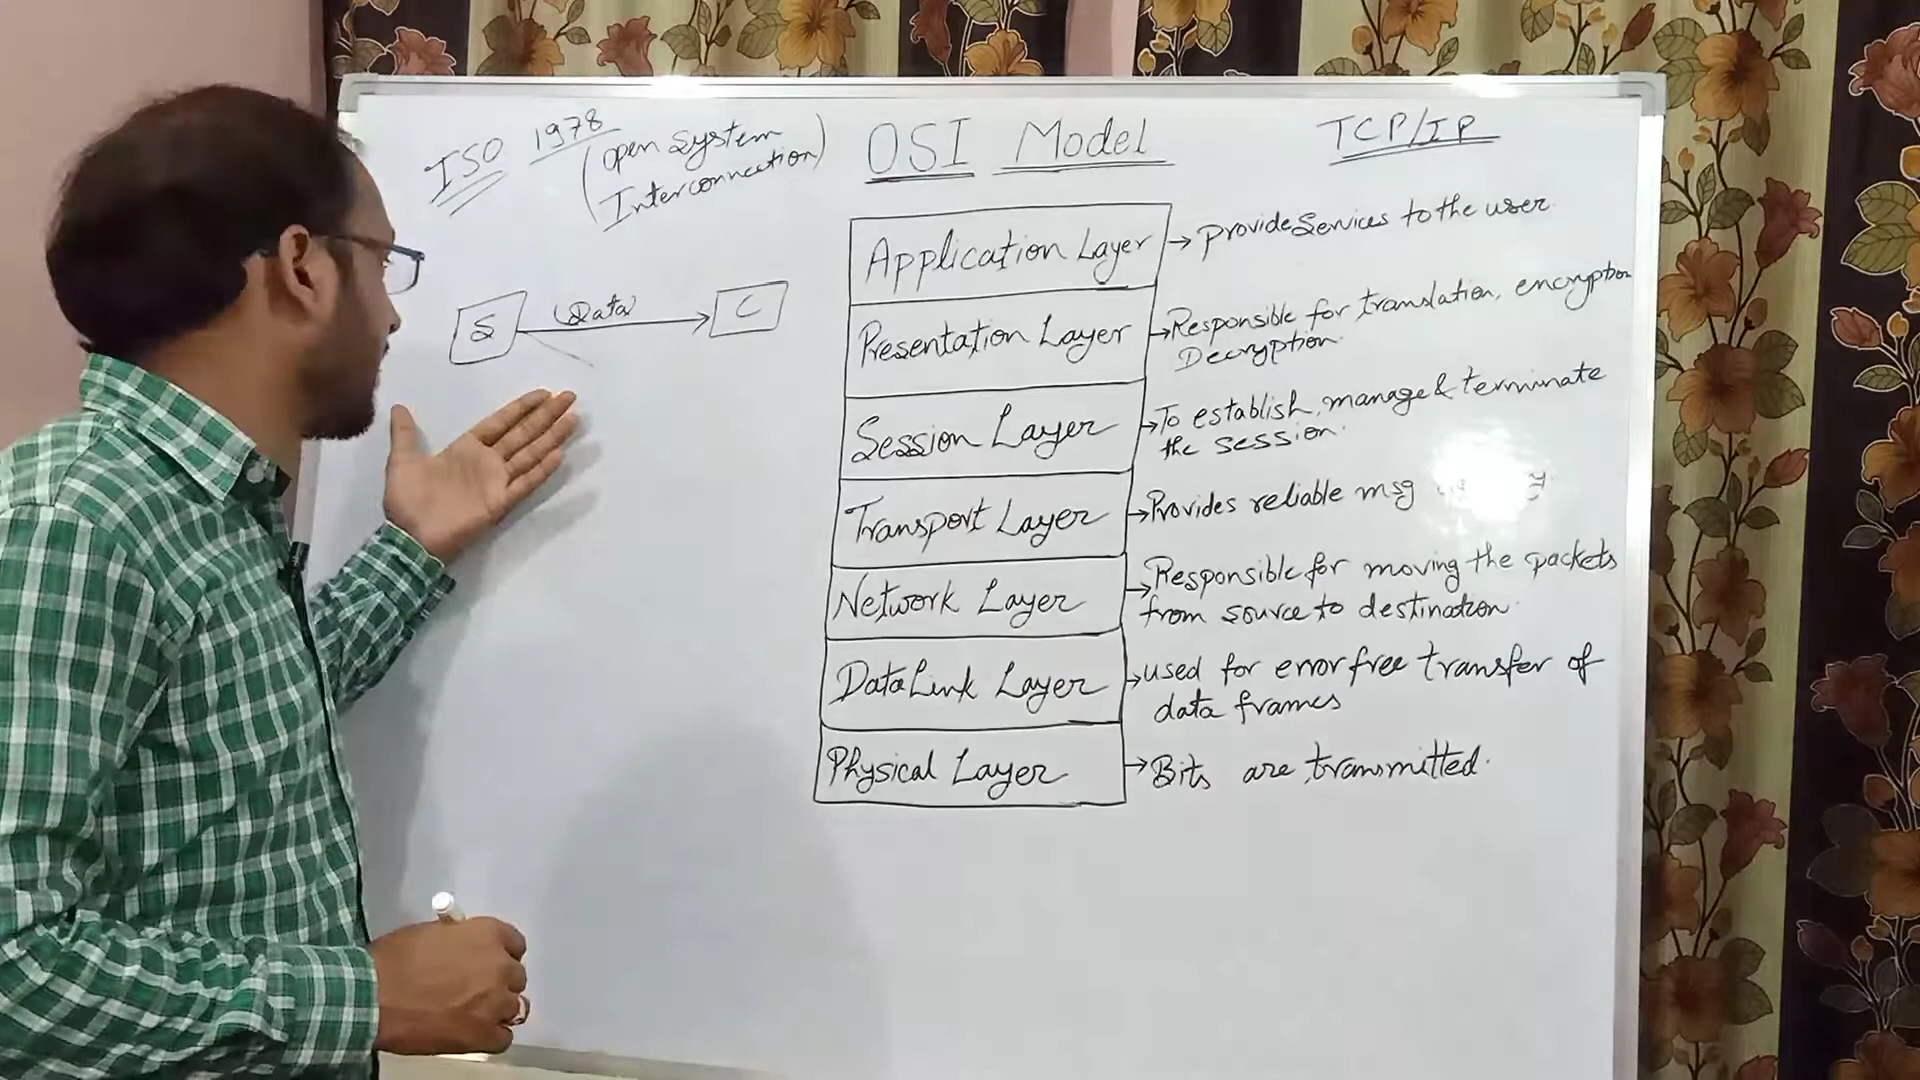 ISO 1978
(open system
Interconnection)
OSI Model
TCP/IP
S
(Data)
C
Application Layer → provide Services to the user.
Presentation Layer → Responsible for translation, encryption
Decryption.
Session Layer → To establish, manage & terminate
the session.
Transport Layer → Provides reliable msg
Network Layer → Responsible for moving the packets
from source to destination.
Data Link Layer → used for error free transfer of
data frames
Physical Layer → Bits are transmitted.